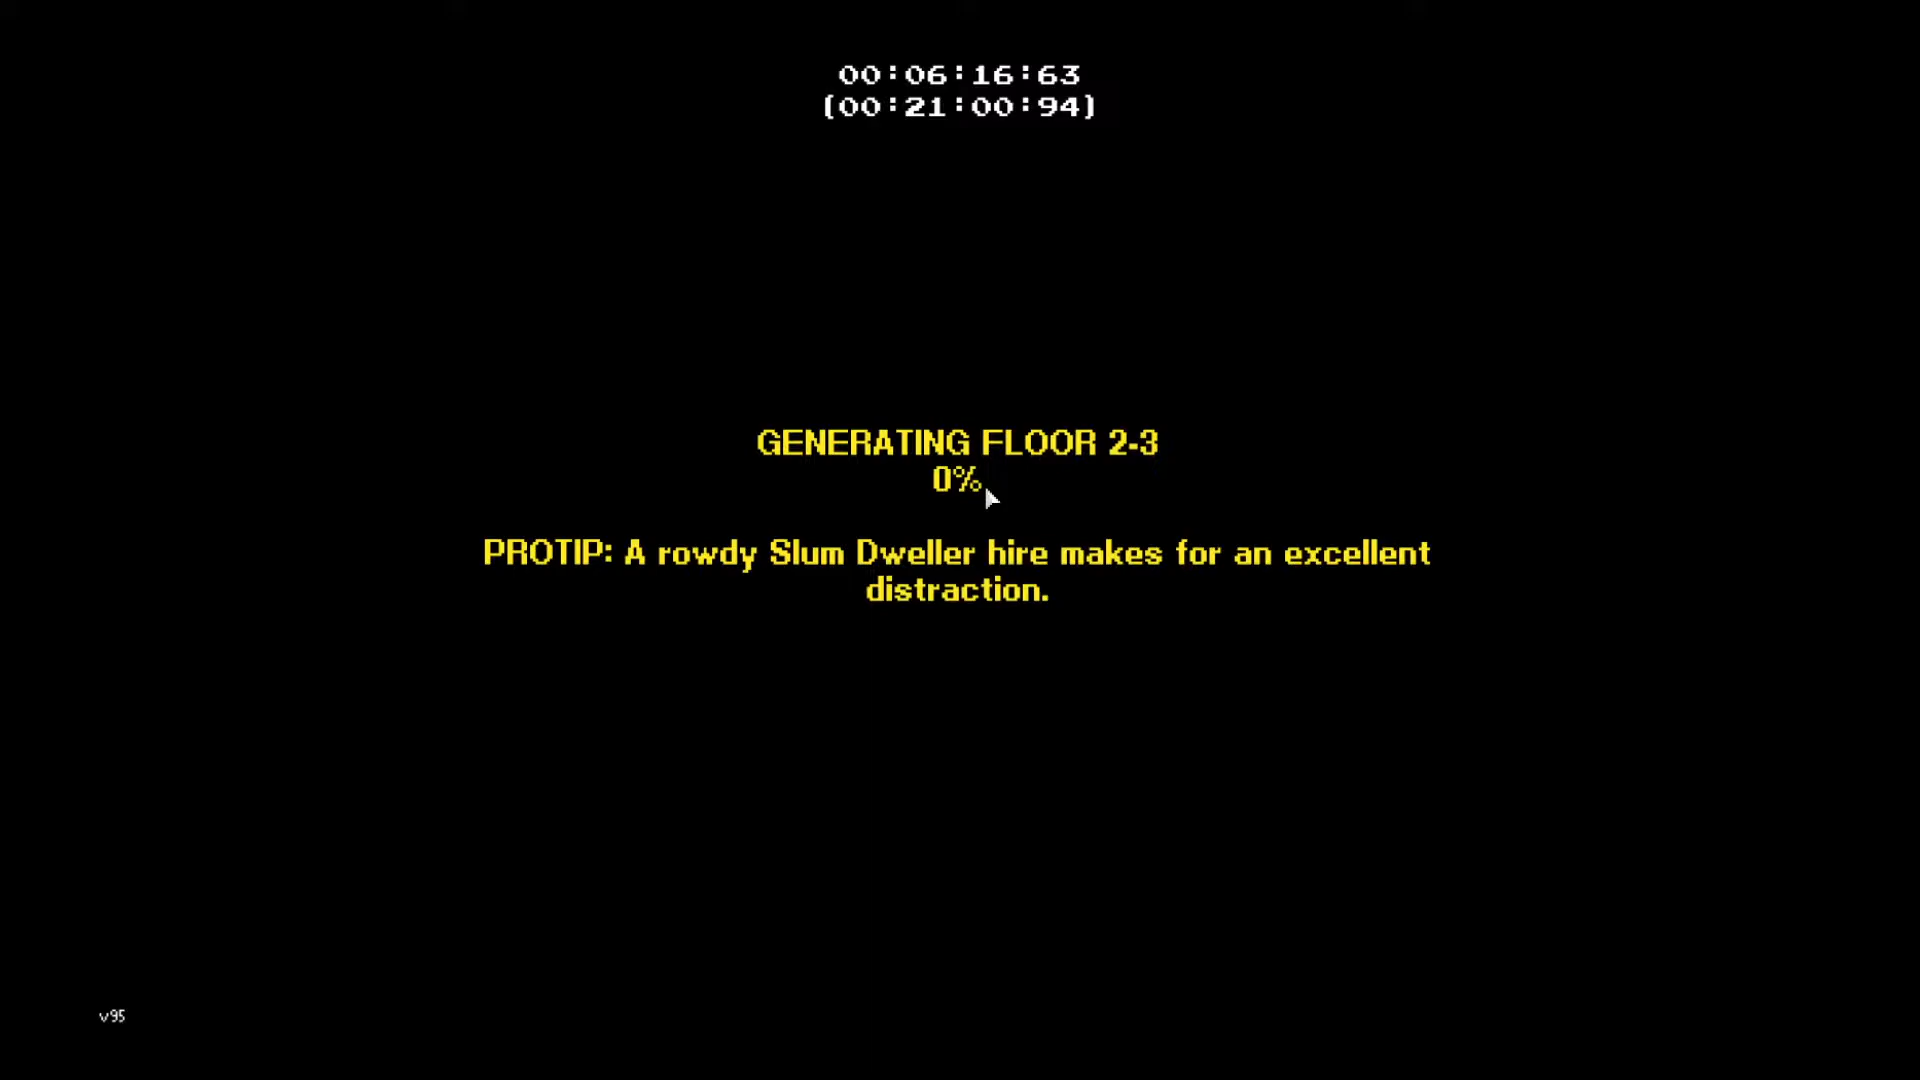 00:06:16:63
(00:21:00:94)
GENERATING FLOOR 2-3
0%
PROTIP: A rowdy Slum Dweller hire makes for an excellent
distraction.
v95